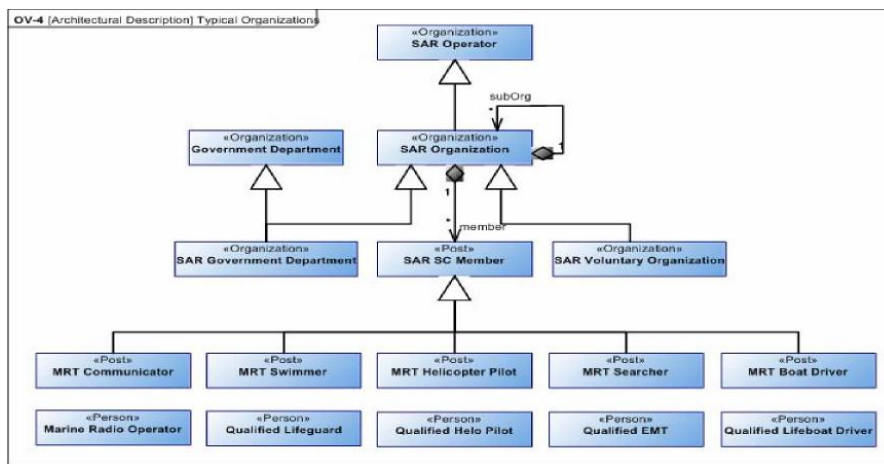 OV-4 [Architectural Description] Typical Organizations
«Organization»
SAR Operator
subOrg
*
«Organization»
Government Department
«Organization»
SAR Organization
1
1
*
member
«Organization»
SAR Government Department
«Post»
SAR SC Member
«Organization»
SAR Voluntary Organization
«Post»
MRT Communicator
«Post»
MRT Swimmer
«Post»
MRT Helicopter Pilot
«Post»
MRT Searcher
«Post»
MRT Boat Driver
«Person»
Marine Radio Operator
«Person»
Qualified Lifeguard
«Person»
Qualified Helo Pilot
«Person»
Qualified EMT
«Person»
Qualified Lifeboat Driver